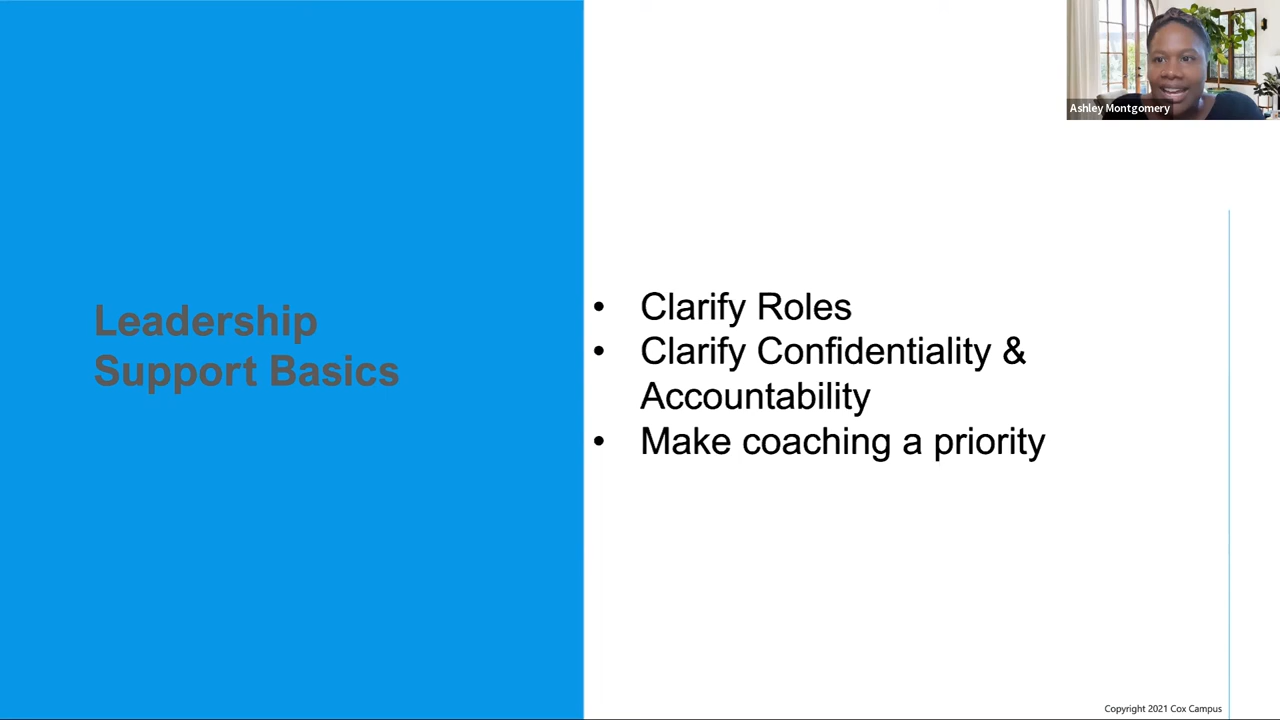 Ashley Montgomery
Leadership
Support Basics
• Clarify Roles
• Clarify Confidentiality &
Accountability
• Make coaching a priority
Copyright 2021 Cox Campus